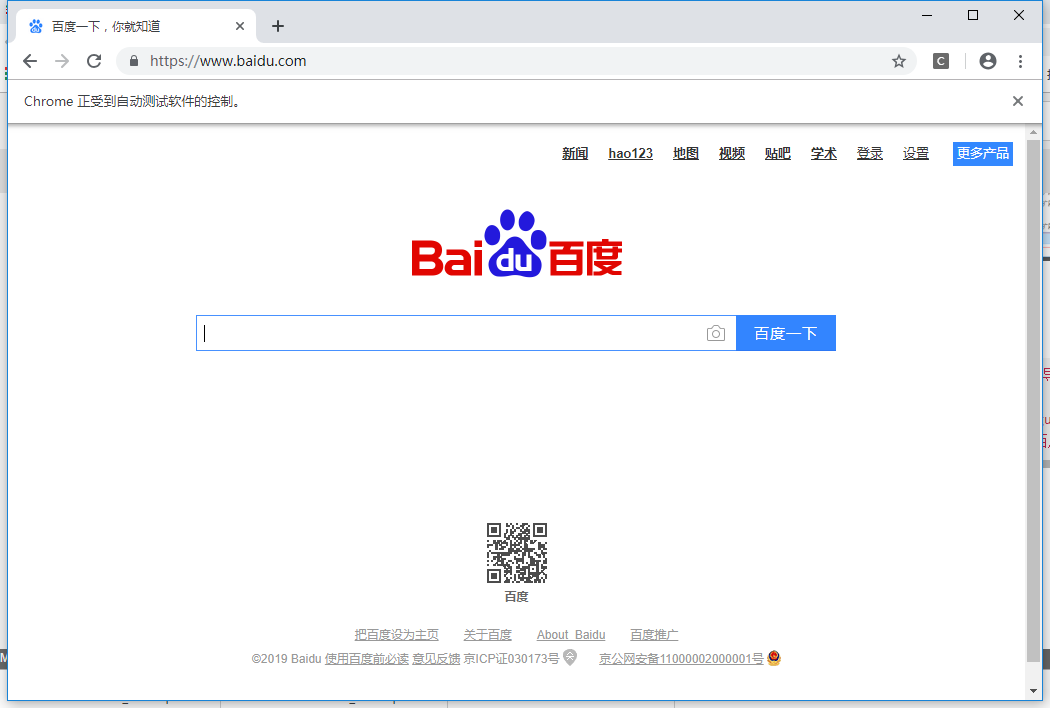 百度一下，你就知道
https://www.baidu.com
C
Chrome 正受到自动测试软件的控制。
新闻 hao123 地图 视频 贴吧 学术 登录 设置 更多产品
Baidu百度
百度一下
百度
把百度设为主页 关于百度 About Baidu 百度推广
©2019 Baidu 使用百度前必读 意见反馈 京ICP证030173号 京公网安备11000002000001号